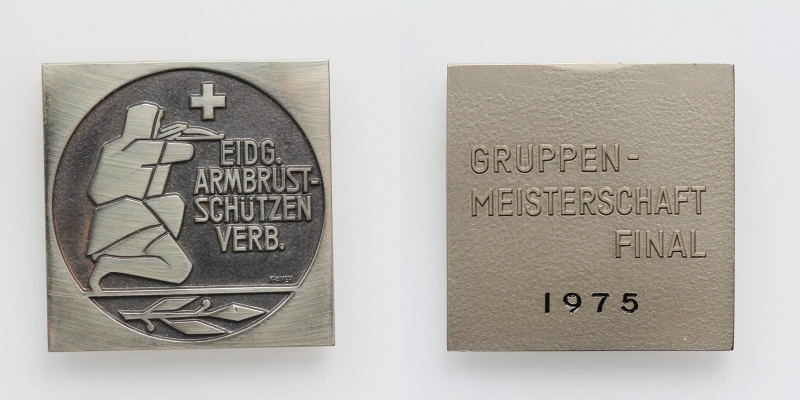 EIDG.
ARMBRUST-
SCHÜTZEN
VERB.
GRUPPEN-
MEISTERSCHAFT
FINAL
1975